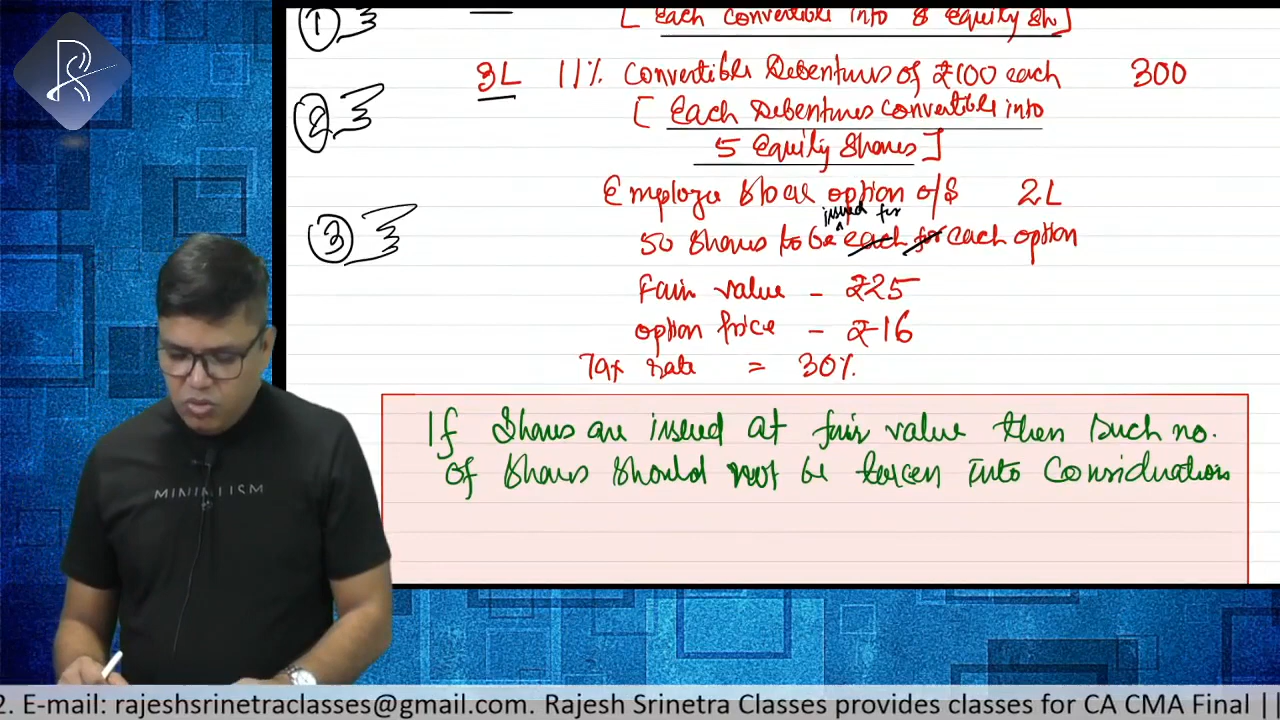 [ Each convertible into 8 Equity Sh]
①
3L 11% Convertible Debentures of ₹100 each 300
② [ Each Debentures convertible into
5 Equity Shares ]
Employee Stock option o/s 2L
issued for
③ 50 Shares to be each for each option
Fair value - ₹25
option price - ₹16
Tax rate = 30%.
If Shares are issued at fair value then such no.
of Shares Should not be taken into Consideration
MINIMALISM
2. E-mail: rajeshsrinetraclasses@gmail.com. Rajesh Srinetra Classes provides classes for CA CMA Final ||